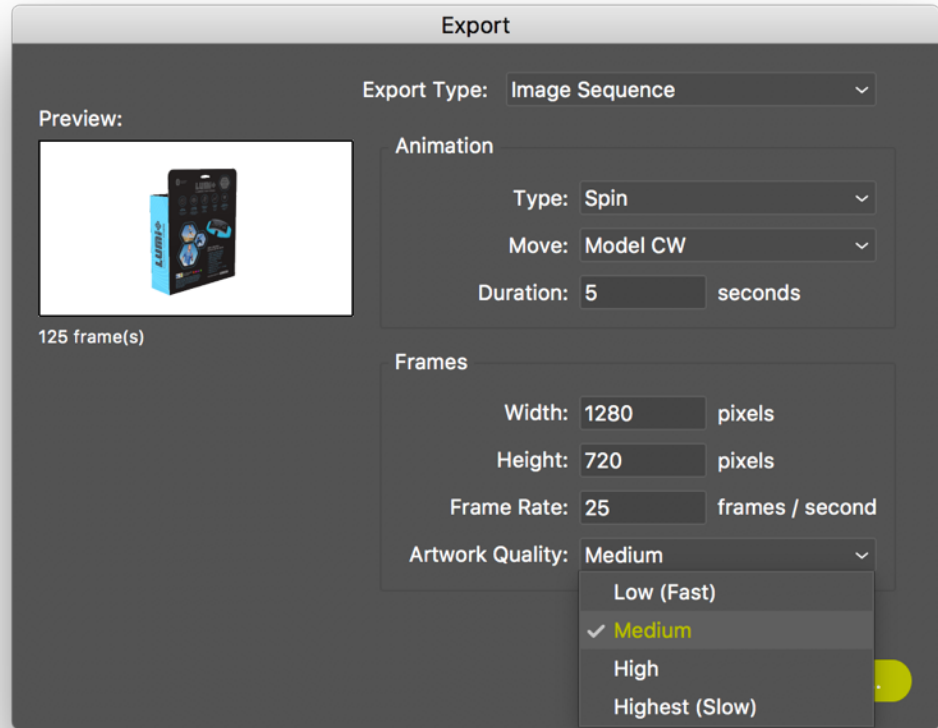 Export
Export Type: Image Sequence
Preview:
LUMI+
LUMI+
125 frame(s)
Animation
Type: Spin
Move: Model CW
Duration: 5 seconds
Frames
Width: 1280 pixels
Height: 720 pixels
Frame Rate: 25 frames / second
Artwork Quality: Medium
Low (Fast)
✓ Medium
High
Highest (Slow)
.